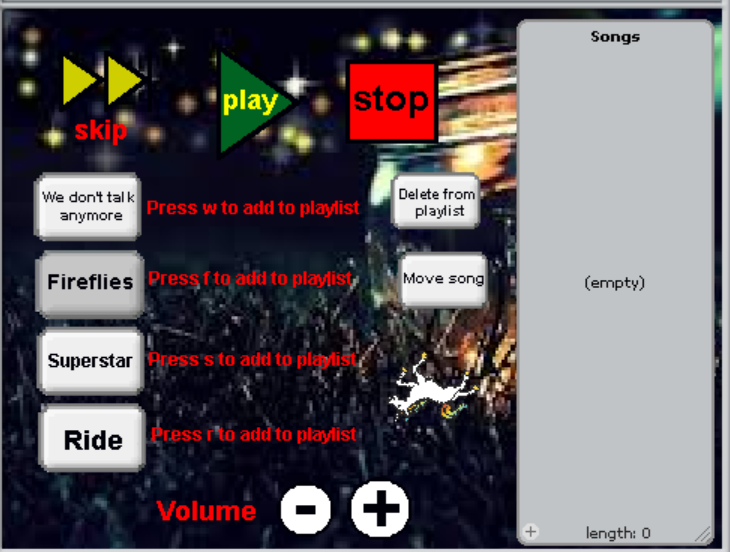 Songs
play
stop
skip
We don't talk
anymore
Press w to add to playlist
Delete from
playlist
Fireflies
Press f to add to playlist
Move song
(empty)
Superstar
Press s to add to playlist
Ride
Press r to add to playlist
Volume
-
+
+
length: 0